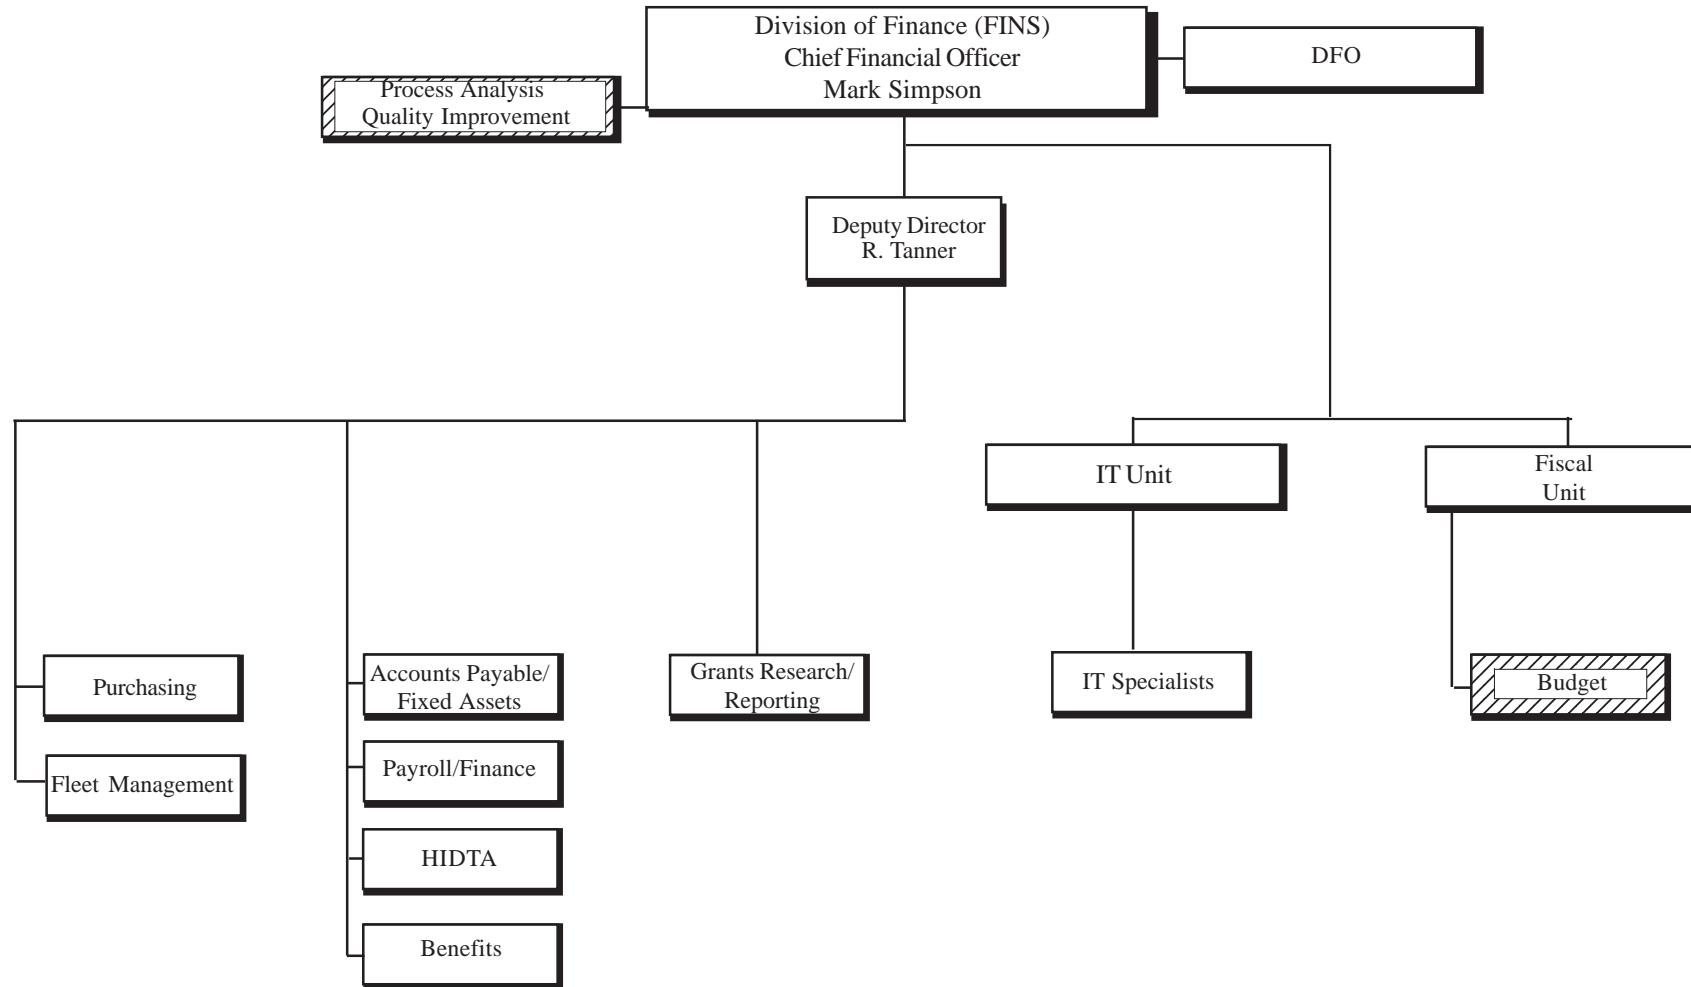 Division of Finance (FINS)
Chief Financial Officer
Mark Simpson
DFO
Process Analysis
Quality Improvement
Deputy Director
R. Tanner
IT Unit
Fiscal
Unit
Purchasing
Accounts Payable/
Fixed Assets
Grants Research/
Reporting
IT Specialists
Budget
Fleet Management
Payroll/Finance
HIDTA
Benefits